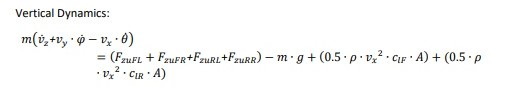 Vertical Dynamics:
m(v̇_z+v_y · φ̇ − v_x · θ̇)
= (F_zuFL + F_zuFR+F_zuRL+F_zuRR) − m · g + (0.5 · ρ · v_x² · c_lF · A) + (0.5 · ρ
· v_x² · c_lR · A)